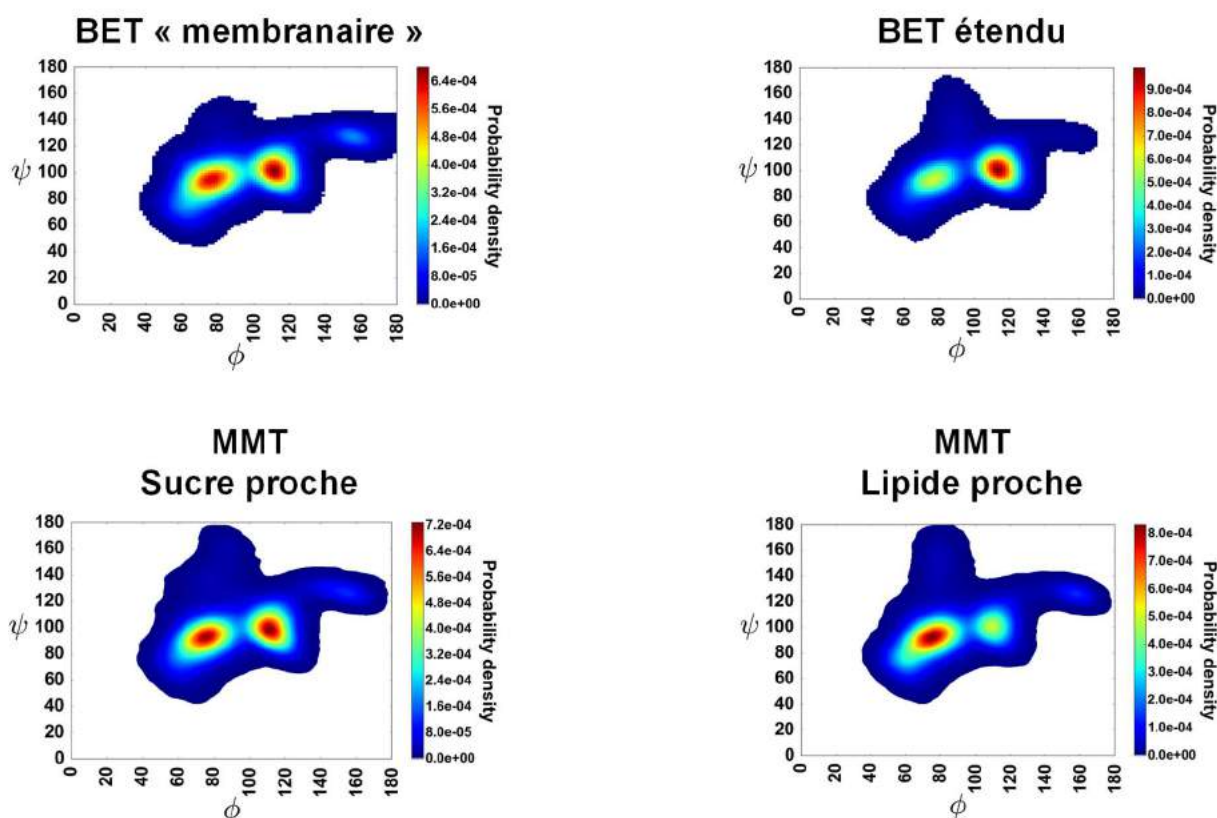 BET « membranaire »
180
160
140
120
100
80
60
40
20
0
ψ
0 20 40 60 80 100 120 140 160 180
ϕ
6.4e-04
5.6e-04
4.8e-04
4.0e-04
3.2e-04
2.4e-04
1.6e-04
8.0e-05
0.0e+00
Probability density
BET étendu
180
160
140
120
100
80
60
40
20
0
ψ
0 20 40 60 80 100 120 140 160 180
ϕ
9.0e-04
8.0e-04
7.0e-04
6.0e-04
5.0e-04
4.0e-04
3.0e-04
2.0e-04
1.0e-04
0.0e+00
Probability density
MMT
Sucre proche
180
160
140
120
100
80
60
40
20
0
ψ
0 20 40 60 80 100 120 140 160 180
ϕ
7.2e-04
6.4e-04
5.6e-04
4.8e-04
4.0e-04
3.2e-04
2.4e-04
1.6e-04
8.0e-05
0.0e+00
Probability density
MMT
Lipide proche
180
160
140
120
100
80
60
40
20
0
ψ
0 20 40 60 80 100 120 140 160 180
ϕ
8.0e-04
7.0e-04
6.0e-04
5.0e-04
4.0e-04
3.0e-04
2.0e-04
1.0e-04
0.0e+00
Probability density